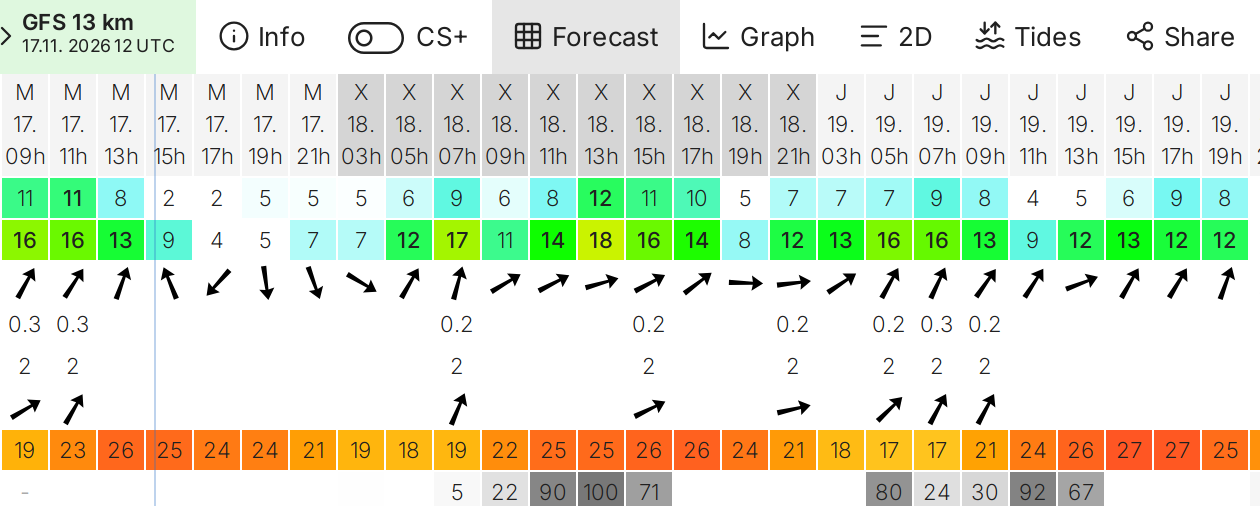 GFS 13 km
17.11. 2026 12 UTC
Info CS+ Forecast Graph 2D Tides Share
M M M M M M M X X X X X X X X X X J J J J J J J J J
17. 17. 17. 17. 17. 17. 17. 18. 18. 18. 18. 18. 18. 18. 18. 18. 18. 19. 19. 19. 19. 19. 19. 19. 19. 19.
09h 11h 13h 15h 17h 19h 21h 03h 05h 07h 09h 11h 13h 15h 17h 19h 21h 03h 05h 07h 09h 11h 13h 15h 17h 19h
11 11 8 2 2 5 5 5 6 9 6 8 12 11 10 5 7 7 7 9 8 4 5 6 9 8
16 16 13 9 4 5 7 7 12 17 11 14 18 16 14 8 12 13 16 16 13 9 12 13 12 12
0.3 0.3 0.2 0.2 0.2 0.2 0.3 0.2
2 2 2 2 2 2 2 2
19 23 26 25 24 24 21 19 18 19 22 25 25 26 26 24 21 18 17 17 21 24 26 27 27 25
- 5 22 90 100 71 80 24 30 92 67